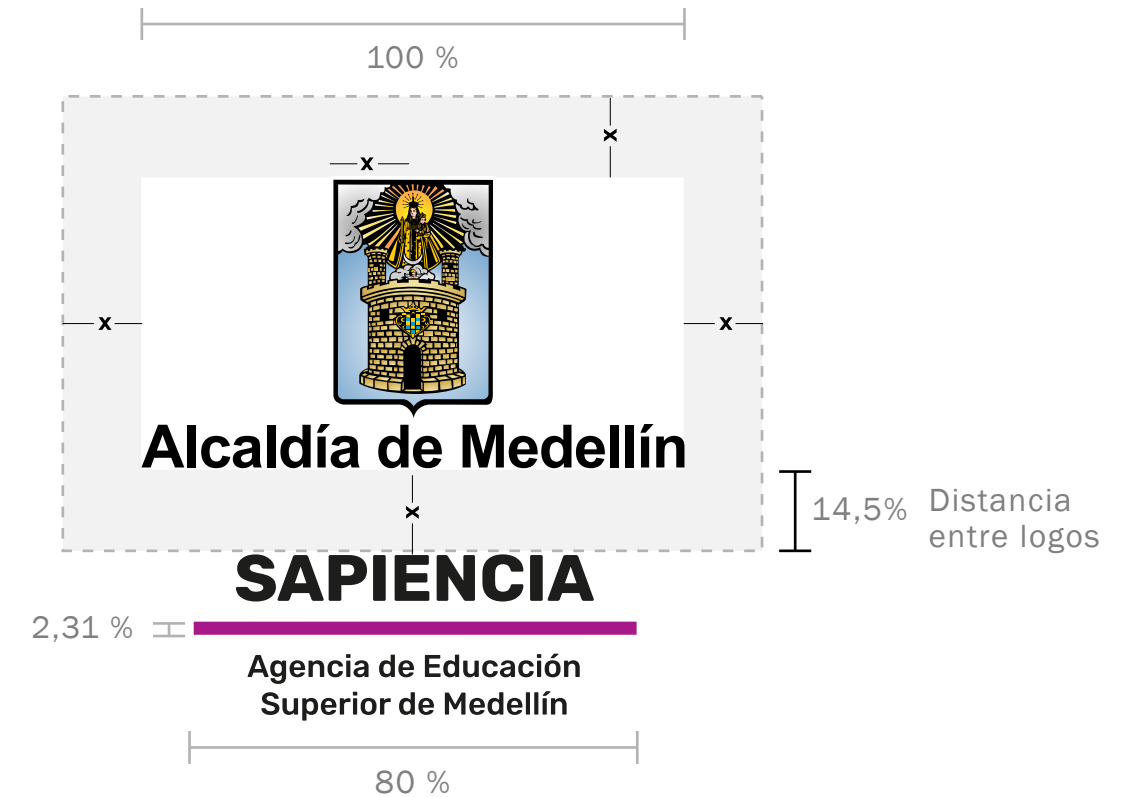 100 %
x
x
x
x
Alcaldía de Medellín
x
14,5%
Distancia
entre logos
SAPIENCIA
2,31 %
Agencia de Educación
Superior de Medellín
80 %